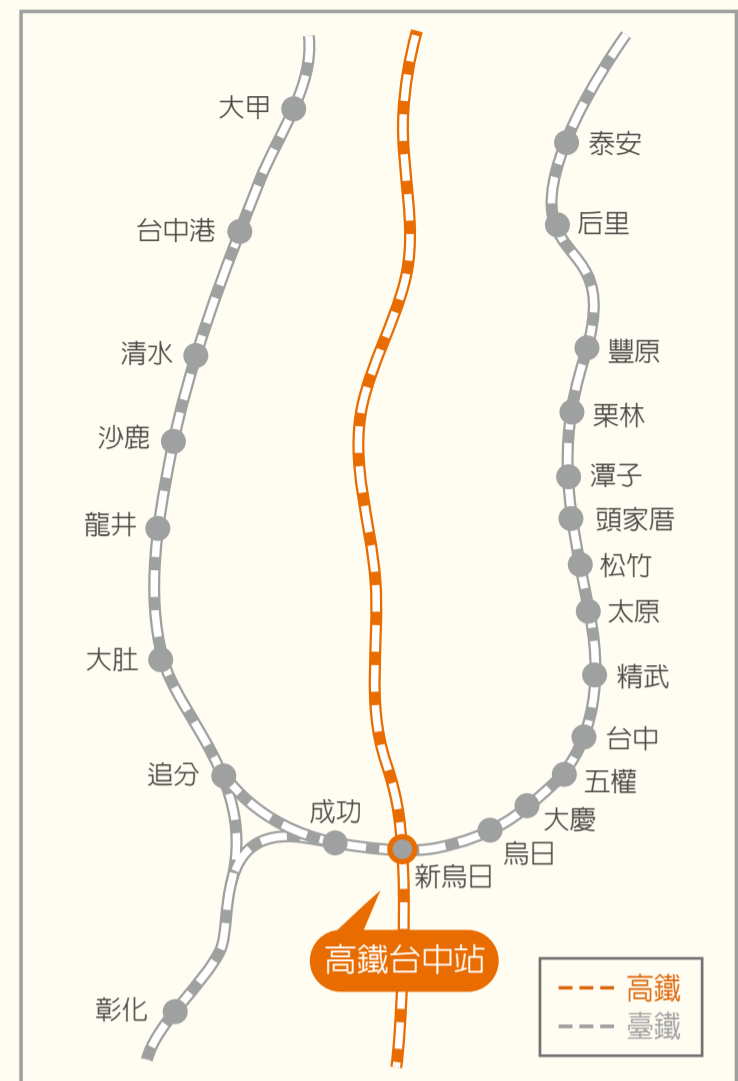 大甲
台中港
清水
沙鹿
龍井
大肚
追分
成功
彰化
泰安
后里
豐原
栗林
潭子
頭家厝
松竹
太原
精武
台中
五權
大慶
烏日
新烏日
高鐵台中站
高鐵
臺鐵